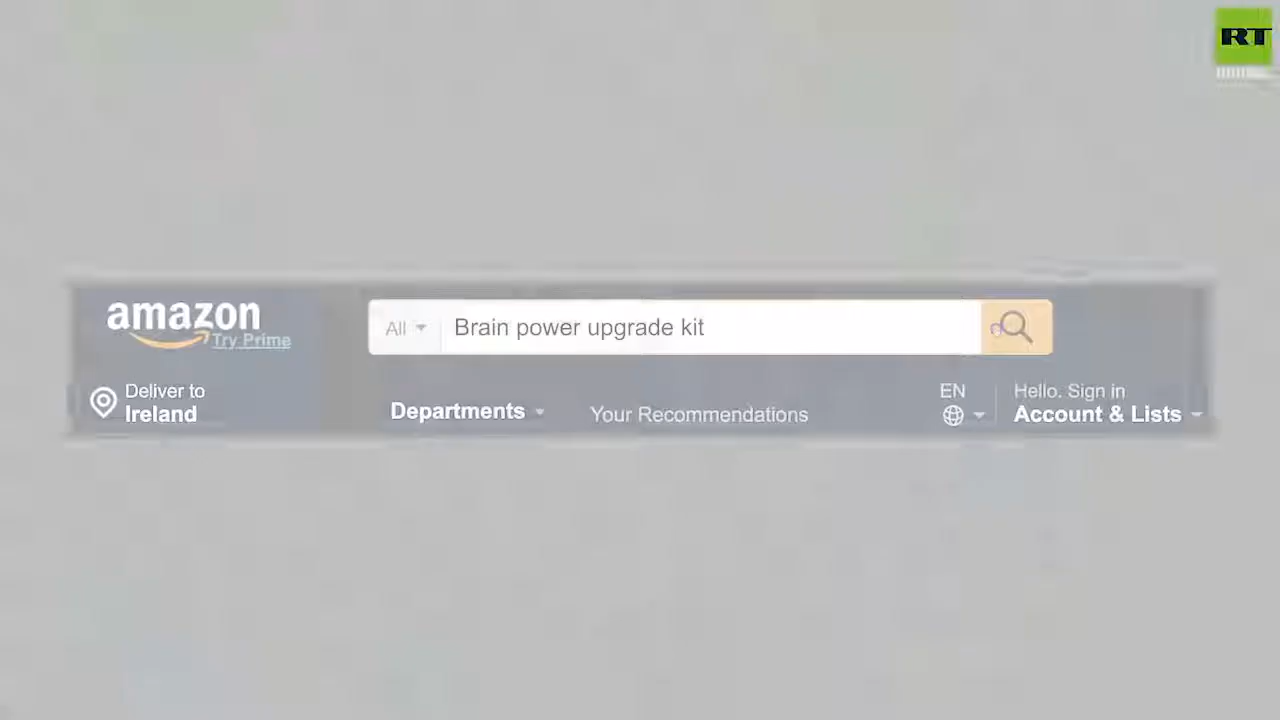 RT
amazon
Try Prime
All
Brain power upgrade kit
Deliver to
Ireland
Departments
Your Recommendations
EN
Hello. Sign in
Account & Lists